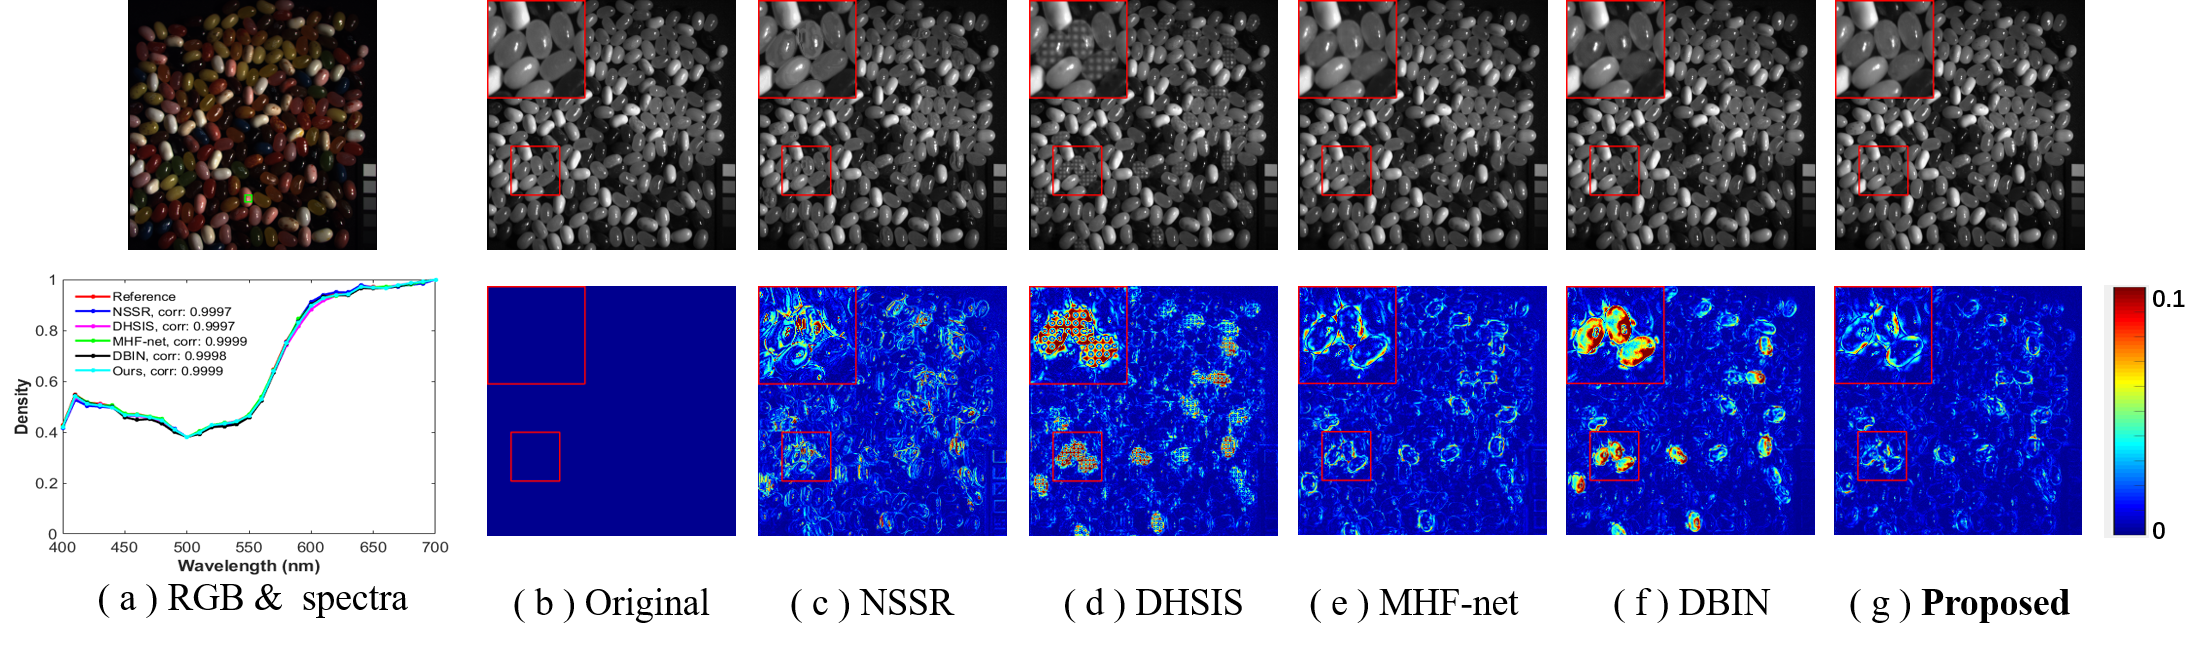 Reference
NSSR, corr: 0.9997
DHSIS, corr: 0.9997
MHF-net, corr: 0.9999
DBIN, corr: 0.9998
Ours, corr: 0.9999
1
0.8
0.6
0.4
0.2
0
Density
400 450 500 550 600 650 700
Wavelength (nm)
0.1
0
( a ) RGB & spectra
( b ) Original
( c ) NSSR
( d ) DHSIS
( e ) MHF-net
( f ) DBIN
( g ) Proposed